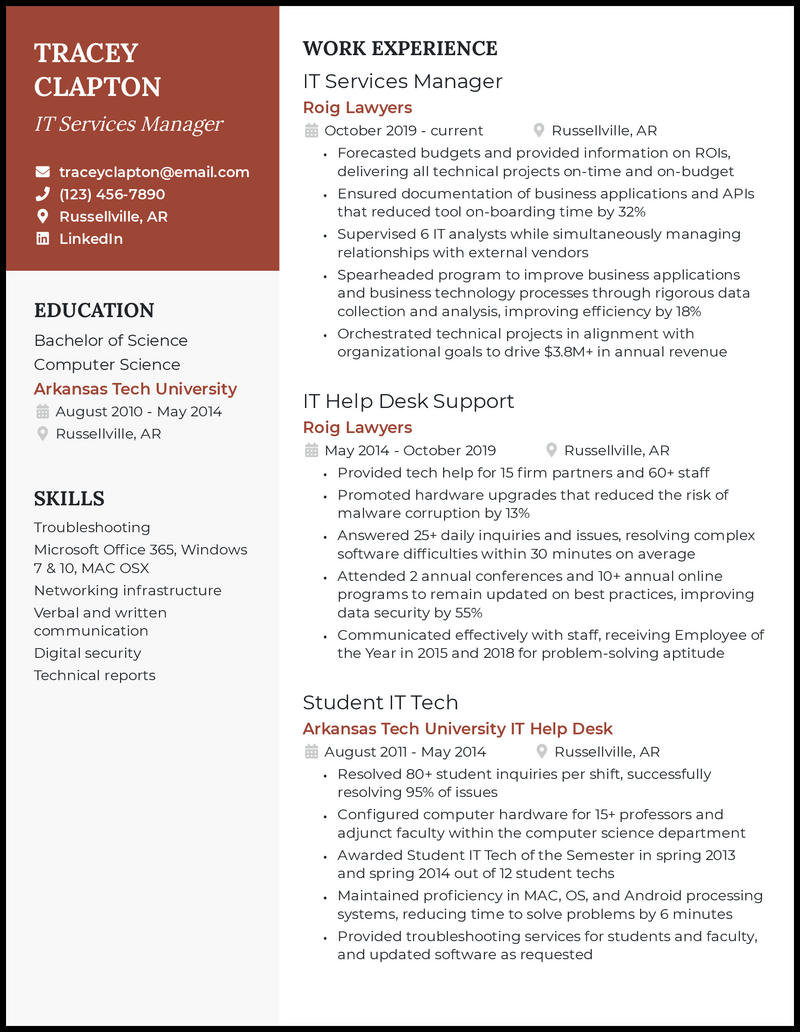 TRACEY
CLAPTON
IT Services Manager
traceyclapton@email.com
(123) 456-7890
Russellville, AR
LinkedIn
EDUCATION
Bachelor of Science
Computer Science
Arkansas Tech University
August 2010 - May 2014
Russellville, AR
SKILLS
Troubleshooting
Microsoft Office 365, Windows
7 & 10, MAC OSX
Networking infrastructure
Verbal and written
communication
Digital security
Technical reports
WORK EXPERIENCE
IT Services Manager
Roig Lawyers
October 2019 - current Russellville, AR
• Forecasted budgets and provided information on ROIs,
delivering all technical projects on-time and on-budget
• Ensured documentation of business applications and APIs
that reduced tool on-boarding time by 32%
• Supervised 6 IT analysts while simultaneously managing
relationships with external vendors
• Spearheaded program to improve business applications
and business technology processes through rigorous data
collection and analysis, improving efficiency by 18%
• Orchestrated technical projects in alignment with
organizational goals to drive $3.8M+ in annual revenue
IT Help Desk Support
Roig Lawyers
May 2014 - October 2019 Russellville, AR
• Provided tech help for 15 firm partners and 60+ staff
• Promoted hardware upgrades that reduced the risk of
malware corruption by 13%
• Answered 25+ daily inquiries and issues, resolving complex
software difficulties within 30 minutes on average
• Attended 2 annual conferences and 10+ annual online
programs to remain updated on best practices, improving
data security by 55%
• Communicated effectively with staff, receiving Employee of
the Year in 2015 and 2018 for problem-solving aptitude
Student IT Tech
Arkansas Tech University IT Help Desk
August 2011 - May 2014 Russellville, AR
• Resolved 80+ student inquiries per shift, successfully
resolving 95% of issues
• Configured computer hardware for 15+ professors and
adjunct faculty within the computer science department
• Awarded Student IT Tech of the Semester in spring 2013
and spring 2014 out of 12 student techs
• Maintained proficiency in MAC, OS, and Android processing
systems, reducing time to solve problems by 6 minutes
• Provided troubleshooting services for students and faculty,
and updated software as requested